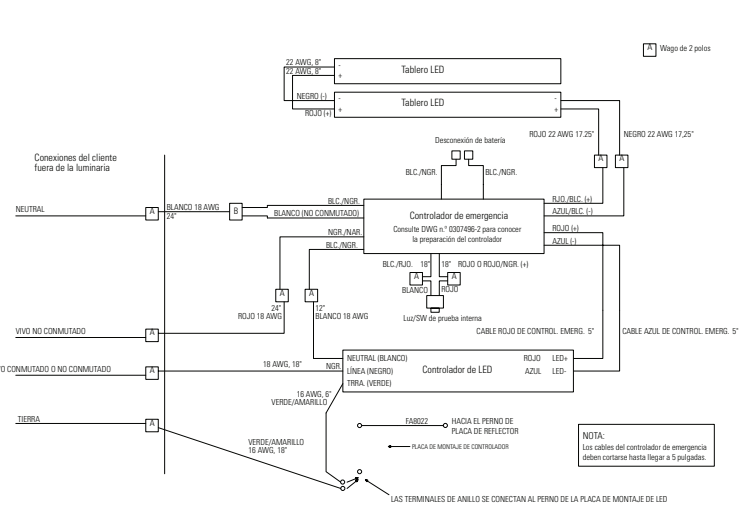 A Wago de 2 polos
22 AWG, 8"
22 AWG, 8"
-
+
Tablero LED
NEGRO (-)
ROJO (+)
-
+
Tablero LED
-
+
ROJO 22 AWG 17.25"
NEGRO 22 AWG 17,25"
Desconexión de batería
A
A
BLC./NGR.
BLC./NGR.
Conexiones del cliente
fuera de la luminaria
NEUTRAL
A
BLANCO 18 AWG
24"
B
BLC./NGR.
BLANCO (NO CONMUTADO)
NGR./NAR.
BLC./NGR.
Controlador de emergencia
Consulte DWG n.° 0307496-2 para conocer
la preparación del controlador
RJO./BLC. (+)
AZUL/BLC. (-)
ROJO (+)
AZUL (-)
BLC./RJO.
18"
18"
ROJO O ROJO/NGR. (+)
A
A
BLANCO
ROJO
Luz/SW de prueba interna
A
A
24"
ROJO 18 AWG
12"
BLANCO 18 AWG
VIVO NO CONMUTADO
A
CABLE ROJO DE CONTROL. EMERG. 5"
CABLE AZUL DE CONTROL. EMERG. 5"
O CONMUTADO O NO CONMUTADO
A
18 AWG, 18"
NGR.
NEUTRAL (BLANCO)
LÍNEA (NEGRO)
TRRA. (VERDE)
Controlador de LED
ROJO LED+
AZUL LED-
16 AWG, 6"
VERDE/AMARILLO
TIERRA
A
VERDE/AMARILLO
16 AWG, 18"
FAB022
HACIA EL PERNO DE
PLACA DE REFLECTOR
PLACA DE MONTAJE DE CONTROLADOR
NOTA:
Los cables del controlador de emergencia
deben cortarse hasta llegar a 5 pulgadas.
LAS TERMINALES DE ANILLO SE CONECTAN AL PERNO DE LA PLACA DE MONTAJE DE LED